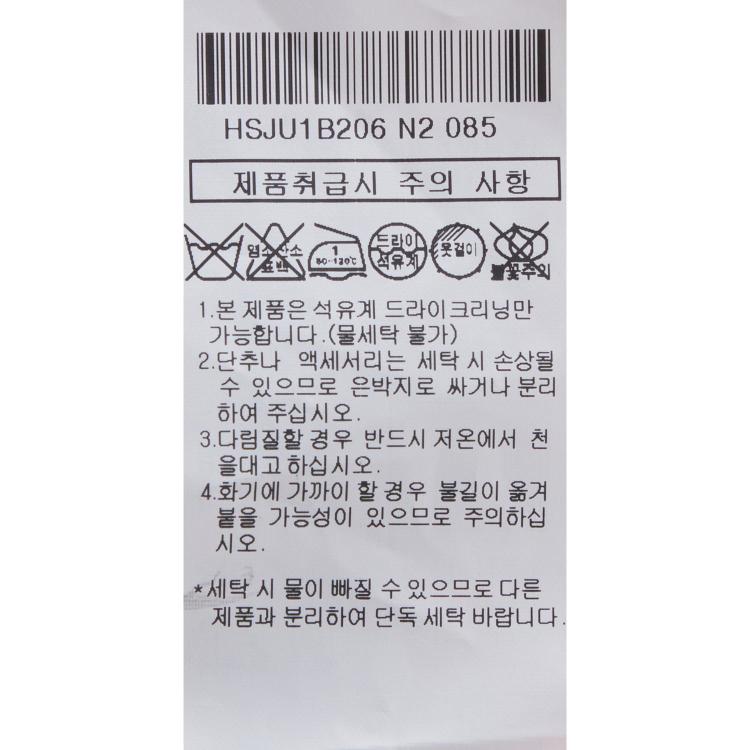 HSJU1B206 N2 085
제품취급시 주의 사항
염소 산소 표백
1 80-120℃
드라이 석유계
옷걸이
불꽃주의
1.본 제품은 석유계 드라이크리닝만
가능합니다.(물세탁 불가)
2.단추나 액세서리는 세탁 시 손상될
수 있으므로 은박지로 싸거나 분리
하여 주십시오.
3.다림질할 경우 반드시 저온에서 천
을대고 하십시오.
4.화기에 가까이 할 경우 불길이 옮겨
붙을 가능성이 있으므로 주의하십
시오.
*세탁 시 물이 빠질 수 있으므로 다른
제품과 분리하여 단독 세탁 바랍니다.